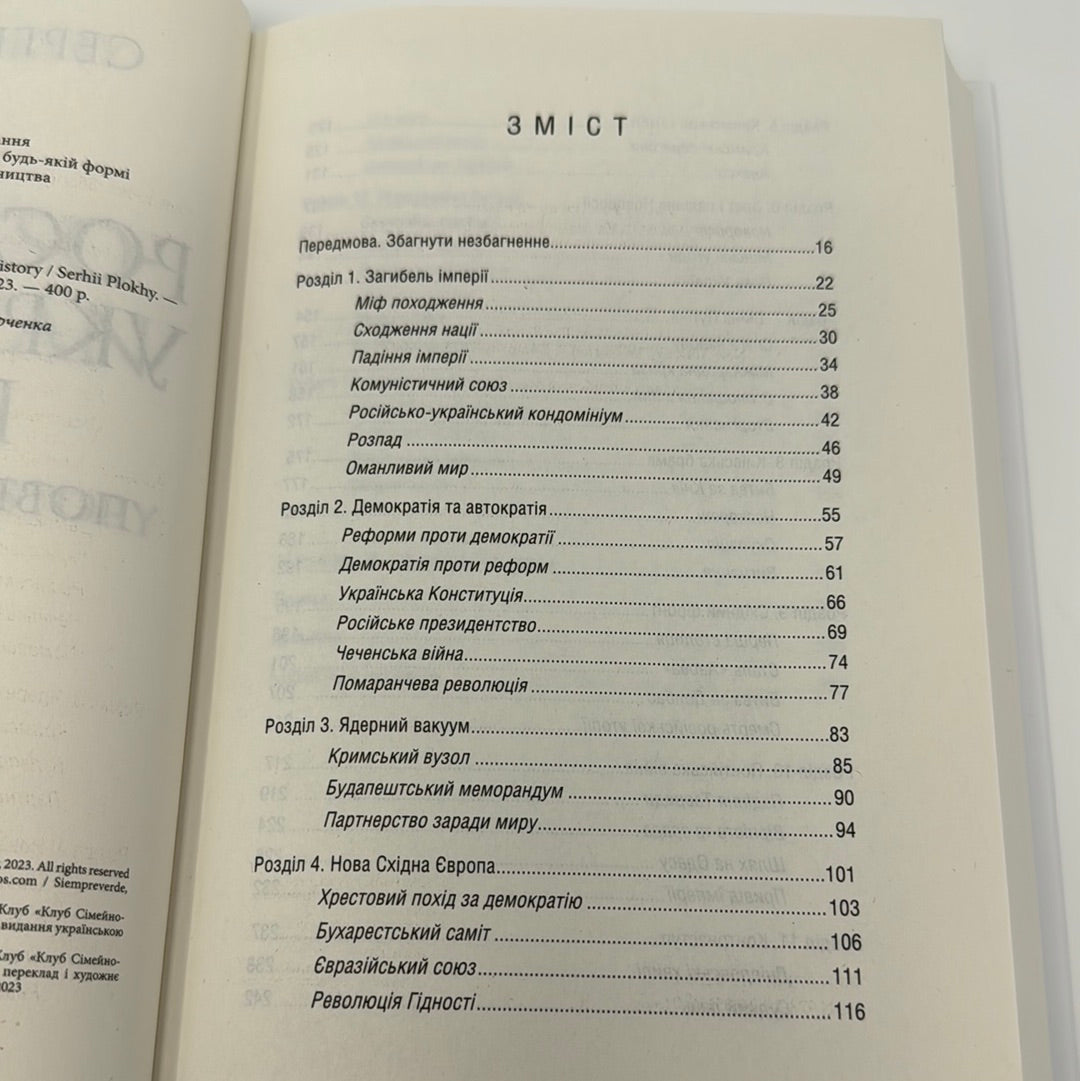 ння
будь-якій формі
ництва
istory / Serhii Plokhy. —
23. — 400 р.
рченка
2023. All rights reserved
os.com / Siempreverde,
Клуб «Клуб Сімейно-
видання українською
Клуб «Клуб Сімейно-
переклад і художнє
2023
ЗМІСТ
Передмова. Збагнути незбагненне..........16
Розділ 1. Загибель імперії..........22
Міф походження..........25
Сходження нації..........30
Падіння імперії..........34
Комуністичний союз..........38
Російсько-український кондомініум..........42
Розпад..........46
Оманливий мир..........49
Розділ 2. Демократія та автократія..........55
Реформи проти демократії..........57
Демократія проти реформ..........61
Українська Конституція..........66
Російське президентство..........69
Чеченська війна..........74
Помаранчева революція..........77
Розділ 3. Ядерний вакуум..........83
Кримський вузол..........85
Будапештський меморандум..........90
Партнерство заради миру..........94
Розділ 4. Нова Східна Європа..........101
Хрестовий похід за демократію..........103
Бухарестський саміт..........106
Євразійський союз..........111
Революція Гідності..........116